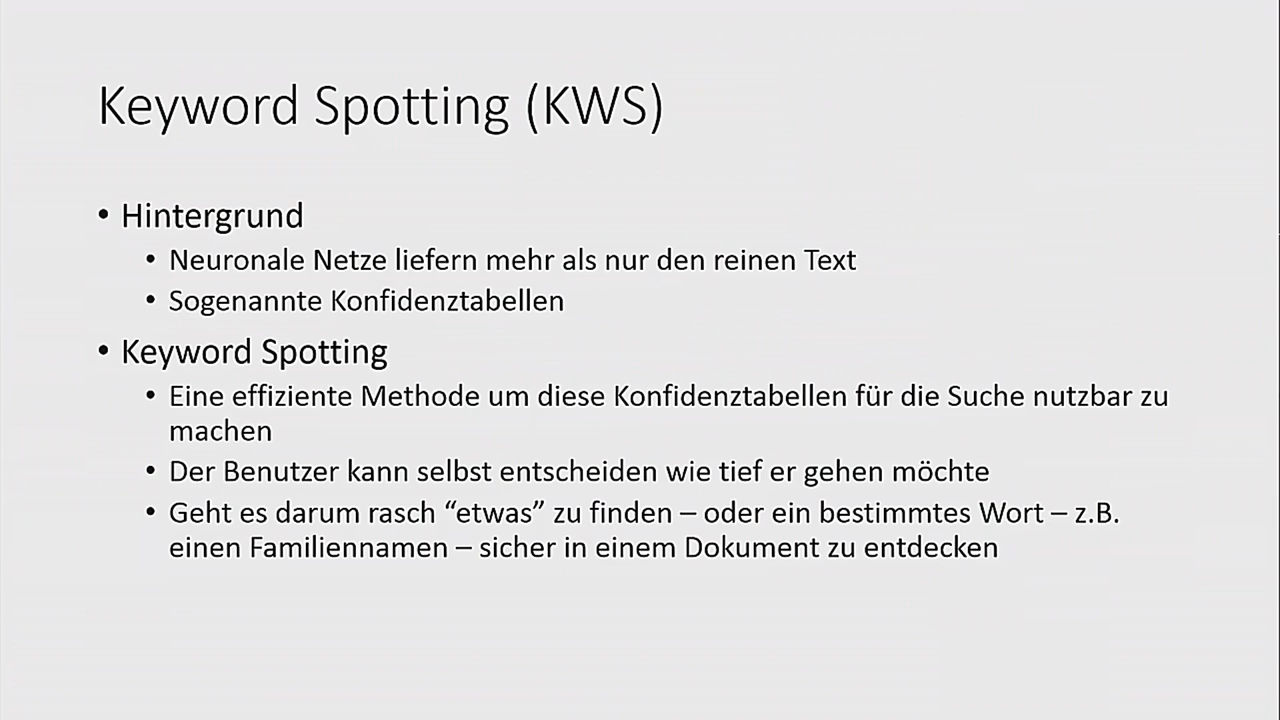 Keyword Spotting (KWS)
• Hintergrund
• Neuronale Netze liefern mehr als nur den reinen Text
• Sogenannte Konfidenztabellen
• Keyword Spotting
• Eine effiziente Methode um diese Konfidenztabellen für die Suche nutzbar zu
machen
• Der Benutzer kann selbst entscheiden wie tief er gehen möchte
• Geht es darum rasch “etwas” zu finden – oder ein bestimmtes Wort – z.B.
einen Familiennamen – sicher in einem Dokument zu entdecken